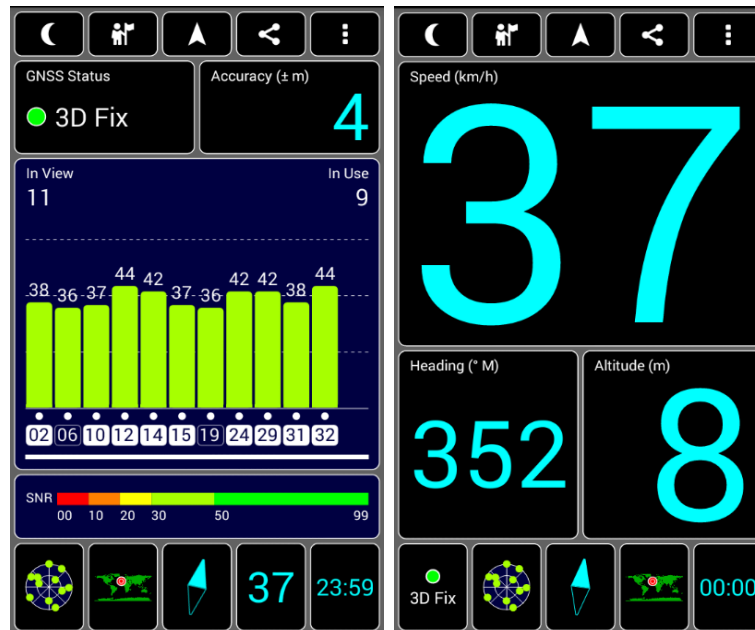 GNSS Status
3D Fix
Accuracy (± m)
4
In View
11
In Use
9
38 36 37 44 42 37 36 42 42 38 44
02 06 10 12 14 15 19 24 29 31 32
SNR
00 10 20 30 50 99
37
23:59
Speed (km/h)
37
Heading (° M)
352
Altitude (m)
8
3D Fix
00:00